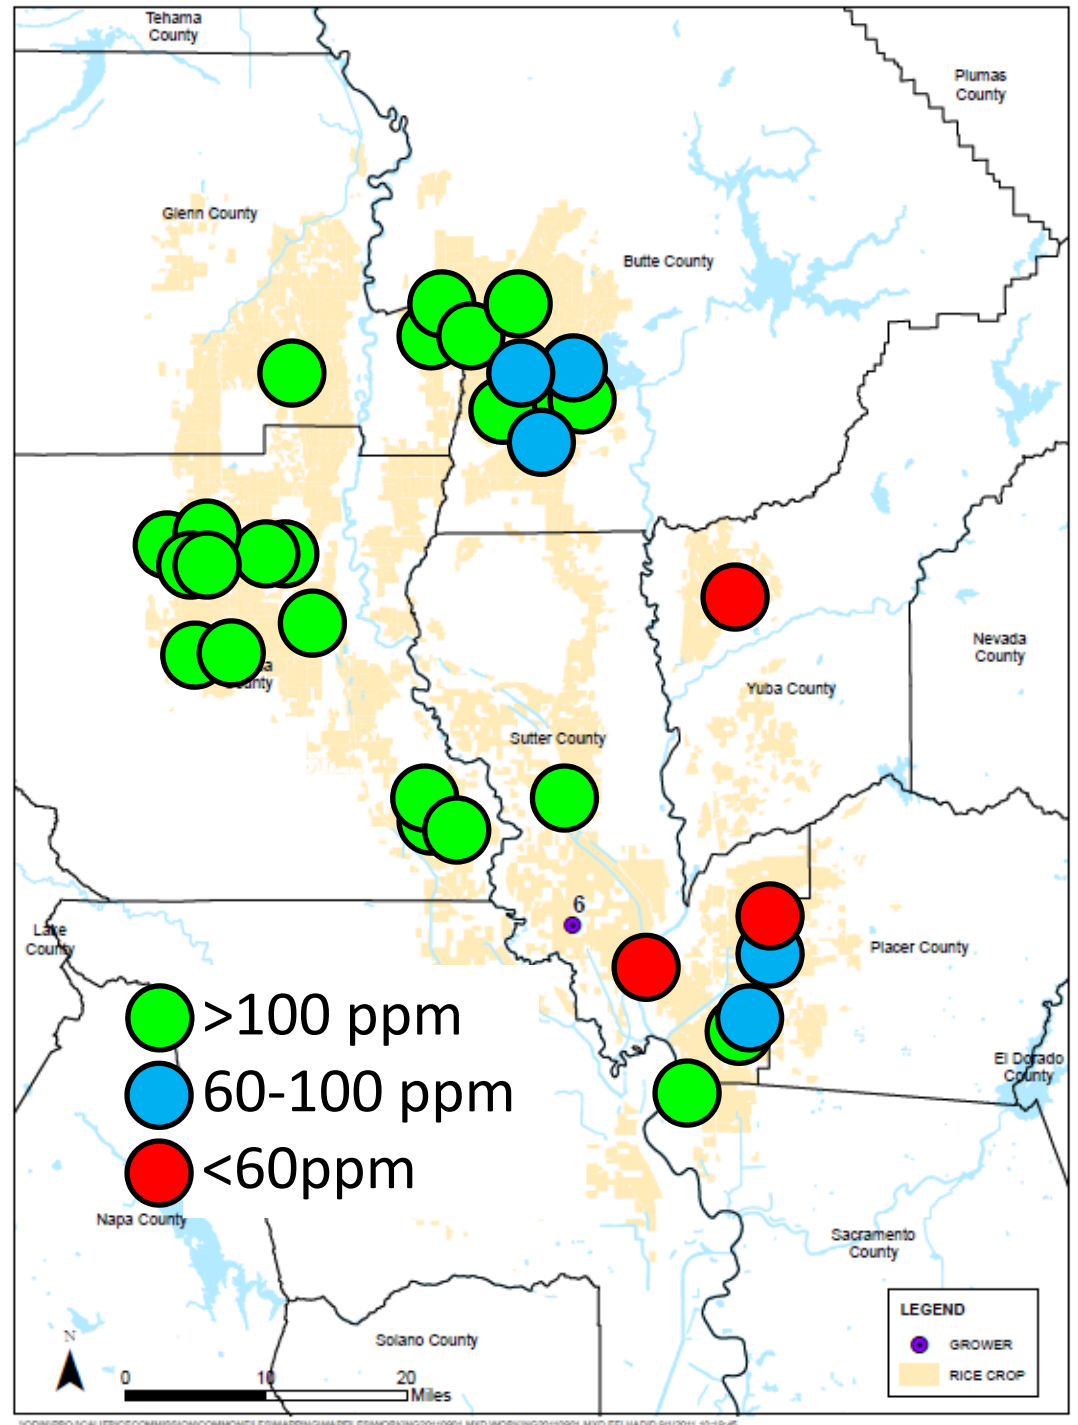 Tehama
County
Plumas
County
Glenn County
Butte County
Nevada
County
Yuba County
County
Sutter County
6
Lake
County
Placer County
>100 ppm
60-100 ppm
<60ppm
El Dorado
County
Napa County
Sacramento
County
Solano County
N
0 10 20
Miles
LEGEND
GROWER
RICE CROP